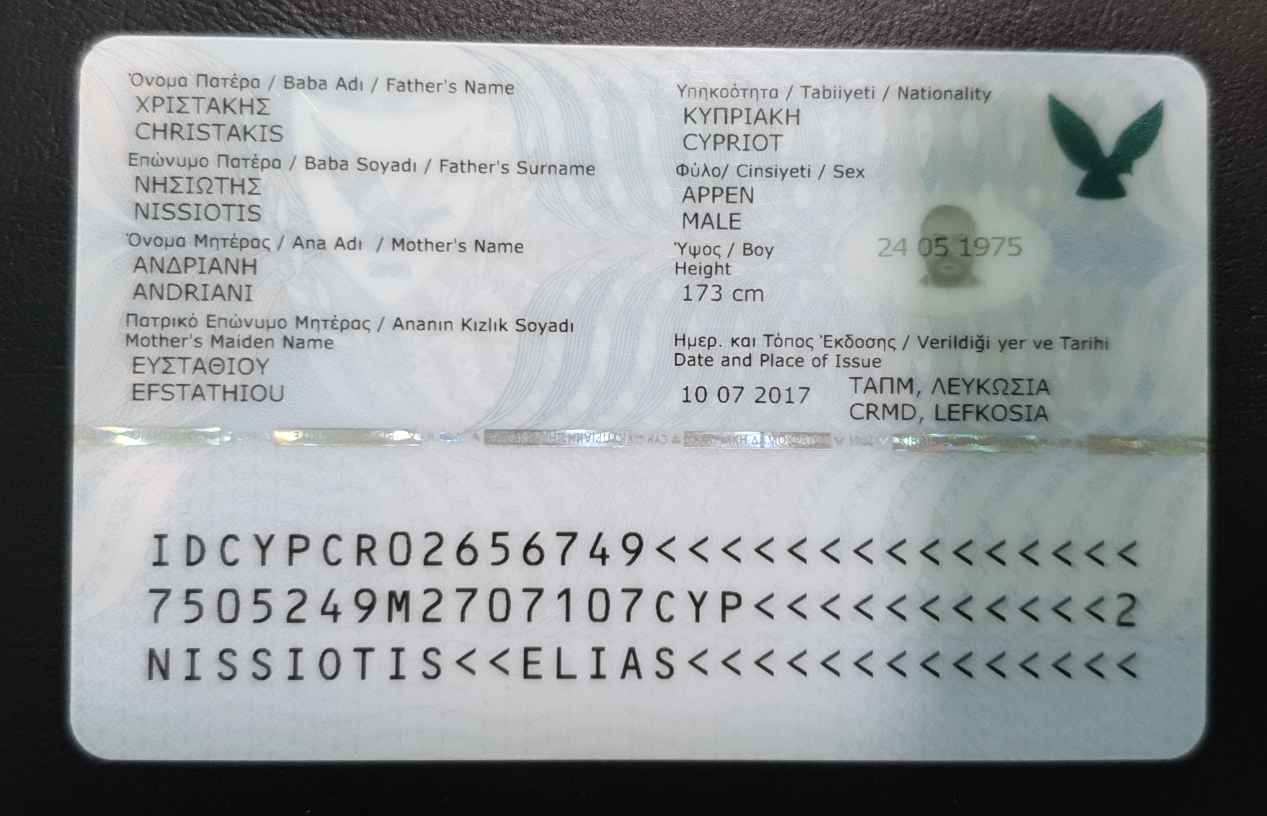 Όνομα Πατέρα / Baba Adı / Father's Name
ΧΡΙΣΤΑΚΗΣ
CHRISTAKIS
Επώνυμο Πατέρα / Baba Soyadı / Father's Surname
ΝΗΣΙΩΤΗΣ
NISSIOTIS
Όνομα Μητέρας / Ana Adı / Mother's Name
ΑΝΔΡΙΑΝΗ
ANDRIANI
Πατρικό Επώνυμο Μητέρας / Ananın Kızlık Soyadı
Mother's Maiden Name
ΕΥΣΤΑΘΙΟΥ
EFSTATHIOU
Υπηκοότητα / Tabiiyeti / Nationality
ΚΥΠΡΙΑΚΗ
CYPRIOT
Φύλο/ Cinsiyeti / Sex
ΑΡΡΕΝ
MALE
Ύψος / Boy
Height
173 cm
24 05 1975
Ημερ. και Τόπος Έκδοσης / Verildiği yer ve Tarihi
Date and Place of Issue
10 07 2017
ΤΑΠΜ, ΛΕΥΚΩΣΙΑ
CRMD, LEFKOSIA
IDCYPCR02656749<<<<<<<<<<<<<<<
7505249M2707107CYP<<<<<<<<<<<2
NISSIOTIS<<ELIAS<<<<<<<<<<<<<<